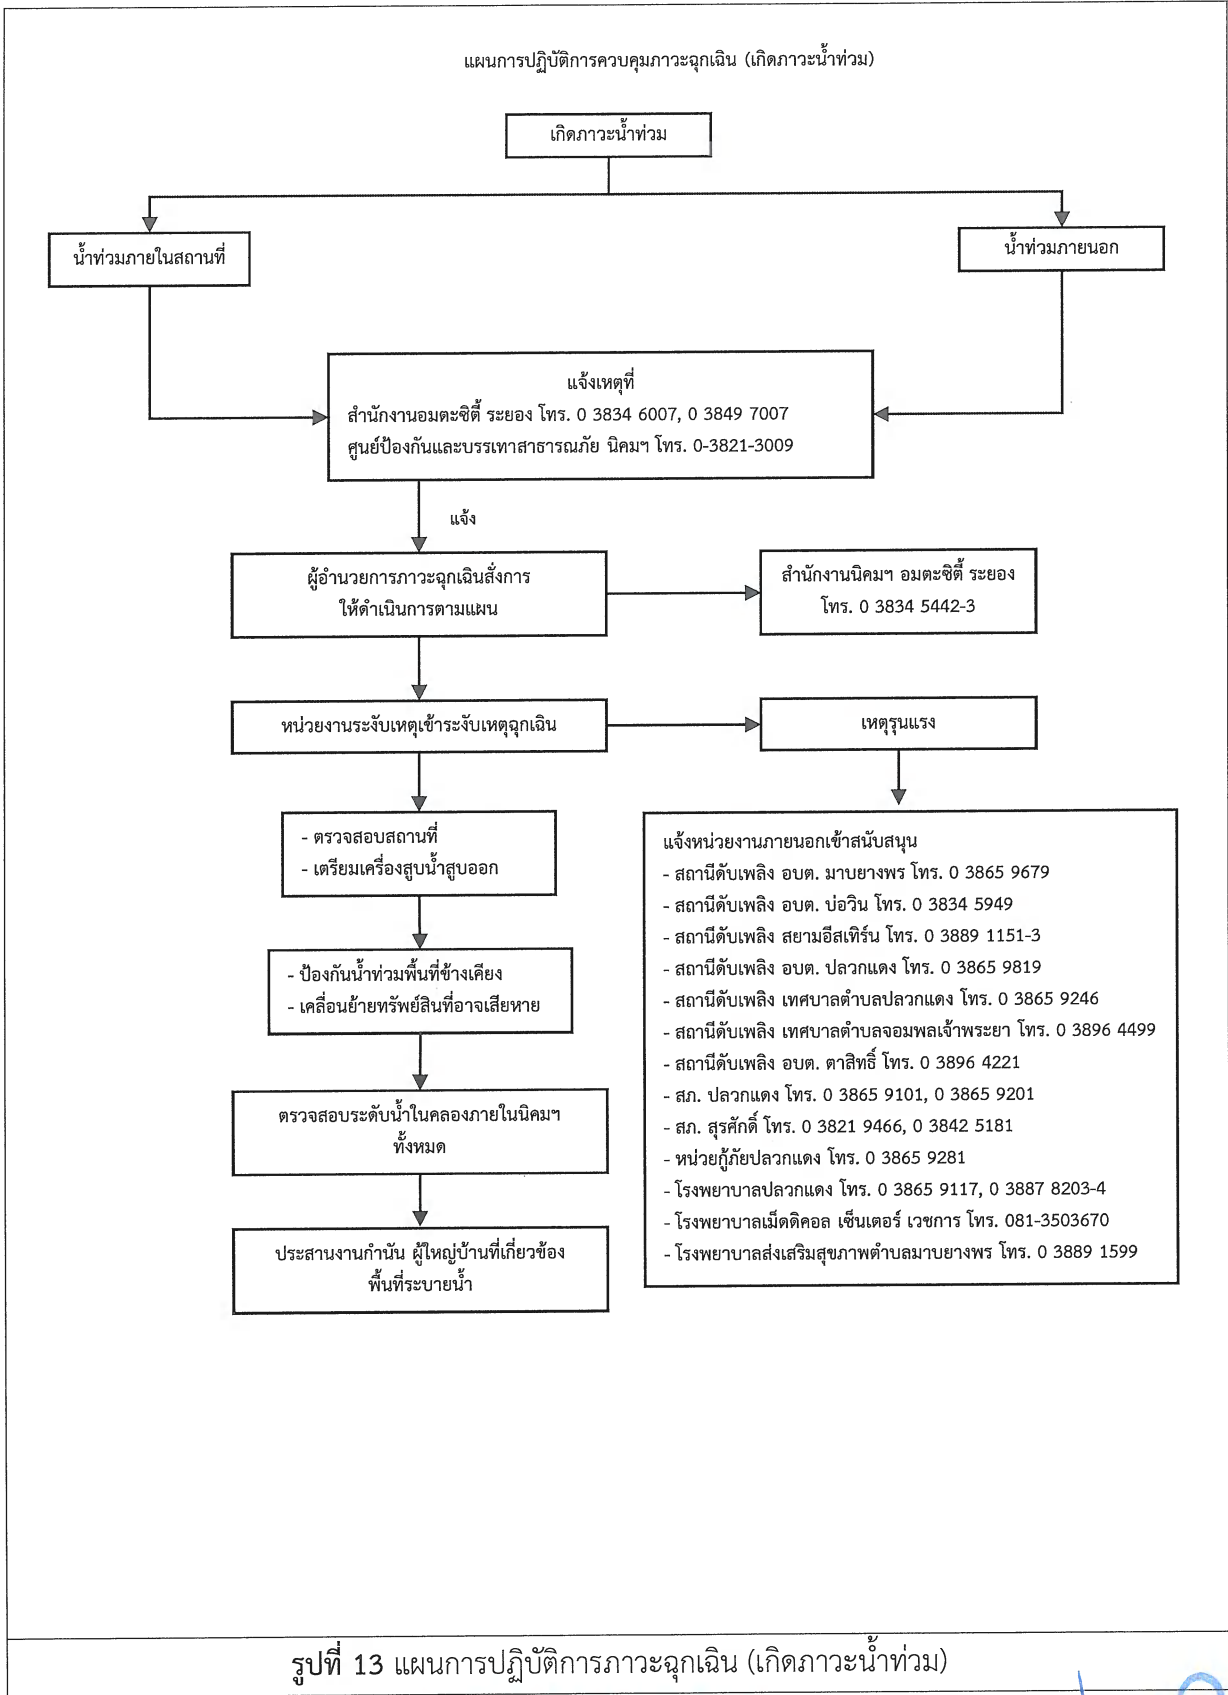 แผนการปฏิบัติการควบคุมภาวะฉุกเฉิน (เกิดภาวะน้ำท่วม)
เกิดภาวะน้ำท่วม
น้ำท่วมภายในสถานที่
น้ำท่วมภายนอก
แจ้งเหตุที่
สำนักงานอมตะซิตี้ ระยอง โทร. 0 3834 6007, 0 3849 7007
ศูนย์ป้องกันและบรรเทาสาธารณภัย นิคมฯ โทร. 0-3821-3009
แจ้ง
ผู้อำนวยการภาวะฉุกเฉินสั่งการ
ให้ดำเนินการตามแผน
สำนักงานนิคมฯ อมตะซิตี้ ระยอง
โทร. 0 3834 5442-3
หน่วยงานระงับเหตุเข้าระงับเหตุฉุกเฉิน
เหตุรุนแรง
- ตรวจสอบสถานที่
- เตรียมเครื่องสูบน้ำสูบออก
- ป้องกันน้ำท่วมพื้นที่ข้างเคียง
- เคลื่อนย้ายทรัพย์สินที่อาจเสียหาย
ตรวจสอบระดับน้ำในคลองภายในนิคมฯ
ทั้งหมด
ประสานงานกำนัน ผู้ใหญ่บ้านที่เกี่ยวข้อง
พื้นที่ระบายน้ำ
แจ้งหน่วยงานภายนอกเข้าสนับสนุน
- สถานีดับเพลิง อบต. มาบยางพร โทร. 0 3865 9679
- สถานีดับเพลิง อบต. บ่อวิน โทร. 0 3834 5949
- สถานีดับเพลิง สยามอีสเทิร์น โทร. 0 3889 1151-3
- สถานีดับเพลิง อบต. ปลวกแดง โทร. 0 3865 9819
- สถานีดับเพลิง เทศบาลตำบลปลวกแดง โทร. 0 3865 9246
- สถานีดับเพลิง เทศบาลตำบลจอมพลเจ้าพระยา โทร. 0 3896 4499
- สถานีดับเพลิง อบต. ตาสิทธิ์ โทร. 0 3896 4221
- สภ. ปลวกแดง โทร. 0 3865 9101, 0 3865 9201
- สภ. สุรศักดิ์ โทร. 0 3821 9466, 0 3842 5181
- หน่วยกู้ภัยปลวกแดง โทร. 0 3865 9281
- โรงพยาบาลปลวกแดง โทร. 0 3865 9117, 0 3887 8203-4
- โรงพยาบาลเม็ดดิคอล เซ็นเตอร์ เวชการ โทร. 081-3503670
- โรงพยาบาลส่งเสริมสุขภาพตำบลมาบยางพร โทร. 0 3889 1599
รูปที่ 13 แผนการปฏิบัติการภาวะฉุกเฉิน (เกิดภาวะน้ำท่วม)